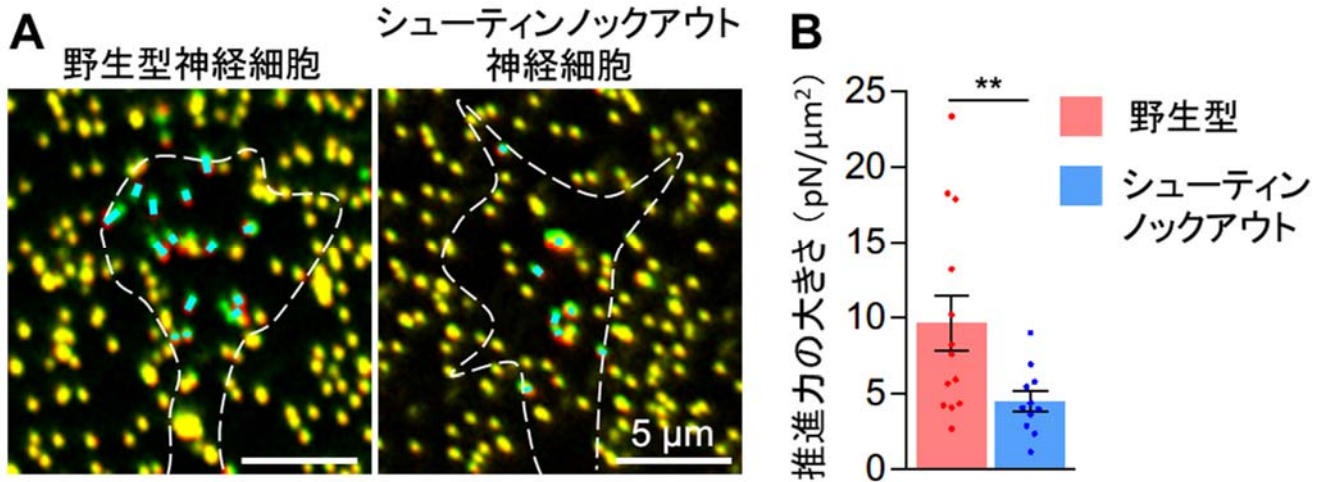 A
野生型神経細胞
シューティンノックアウト
神経細胞
5 μm
B
推進力の大きさ (pN/μm²)
25
20
15
10
5
0
**
野生型
シューティン
ノックアウト